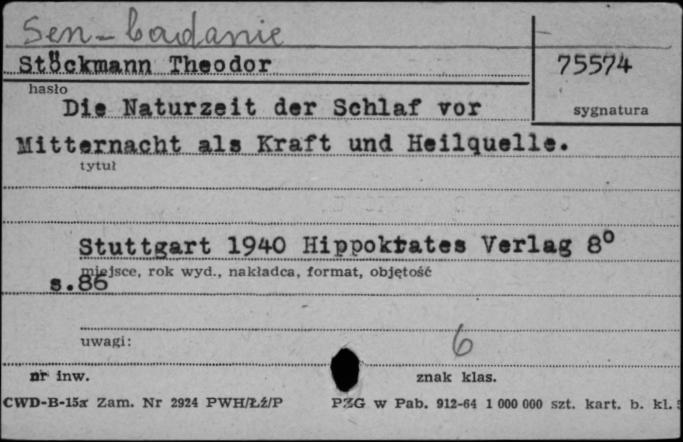 Sen - badanie
Stöckmann Theodor
75574
hasło
sygnatura
Die Naturzeit der Schlaf vor
Mitternacht als Kraft und Heilquelle.
tytuł
Stuttgart 1940 Hippokrates Verlag 8°
miejsce, rok wyd., nakładca, format, objętość
s.86
uwagi:
6
nr inw.
znak klas.
CWD-B-15a Zam. Nr 2924 PWH/Łź/P
PZG w Pab. 912-64 1 000 000 szt. kart. b. kl.